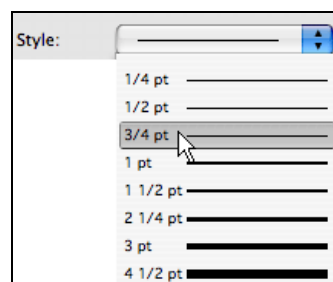 Style:
1/4 pt
1/2 pt
3/4 pt
1 pt
1 1/2 pt
2 1/4 pt
3 pt
4 1/2 pt